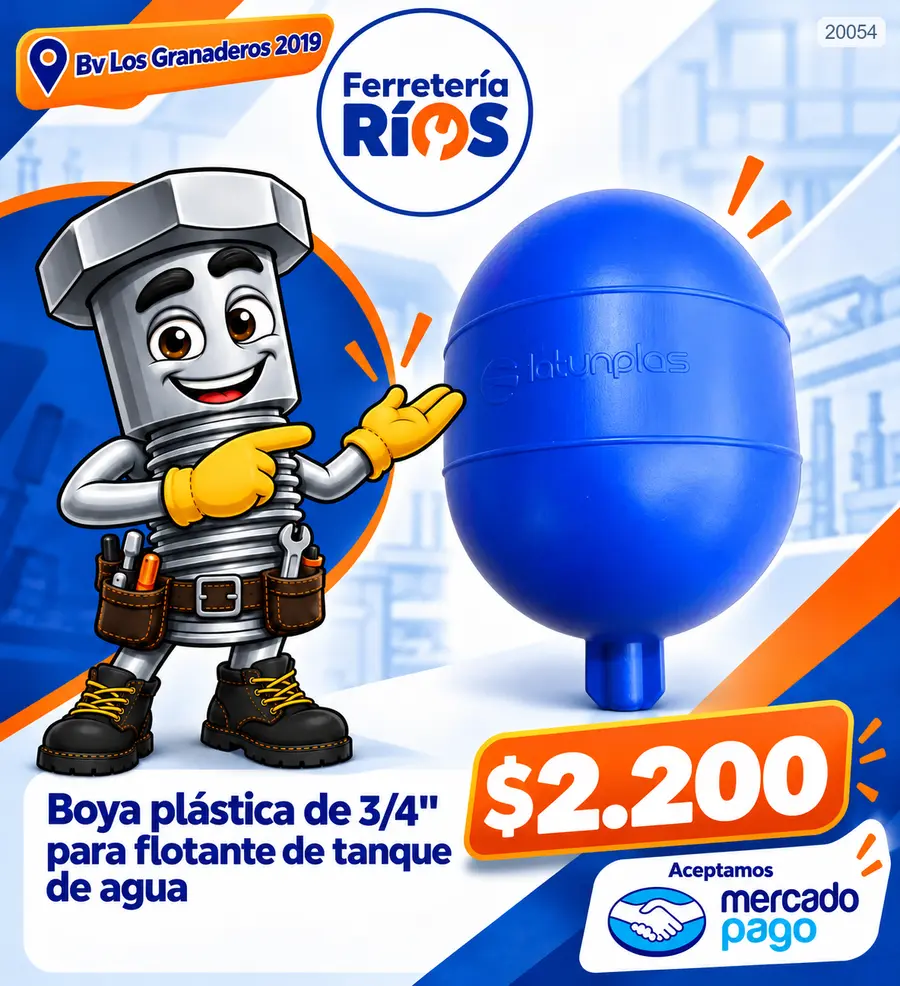 Bv Los Granaderos 2019
20054
Ferretería
Ríos
latunplas
$2.200
Boya plástica de 3/4"
para flotante de tanque
de agua
Aceptamos
mercado
pago